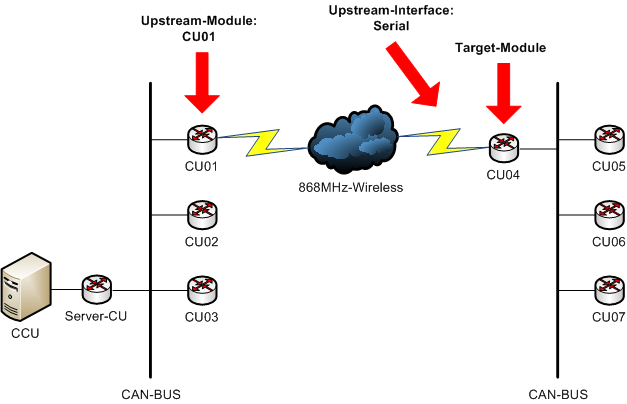 Upstream-Module:
CU01
Upstream-Interface:
Serial
Target-Module
CU01
868MHz-Wireless
CU04
CU05
CU02
CU06
CCU
Server-CU
CU03
CU07
CAN-BUS
CAN-BUS